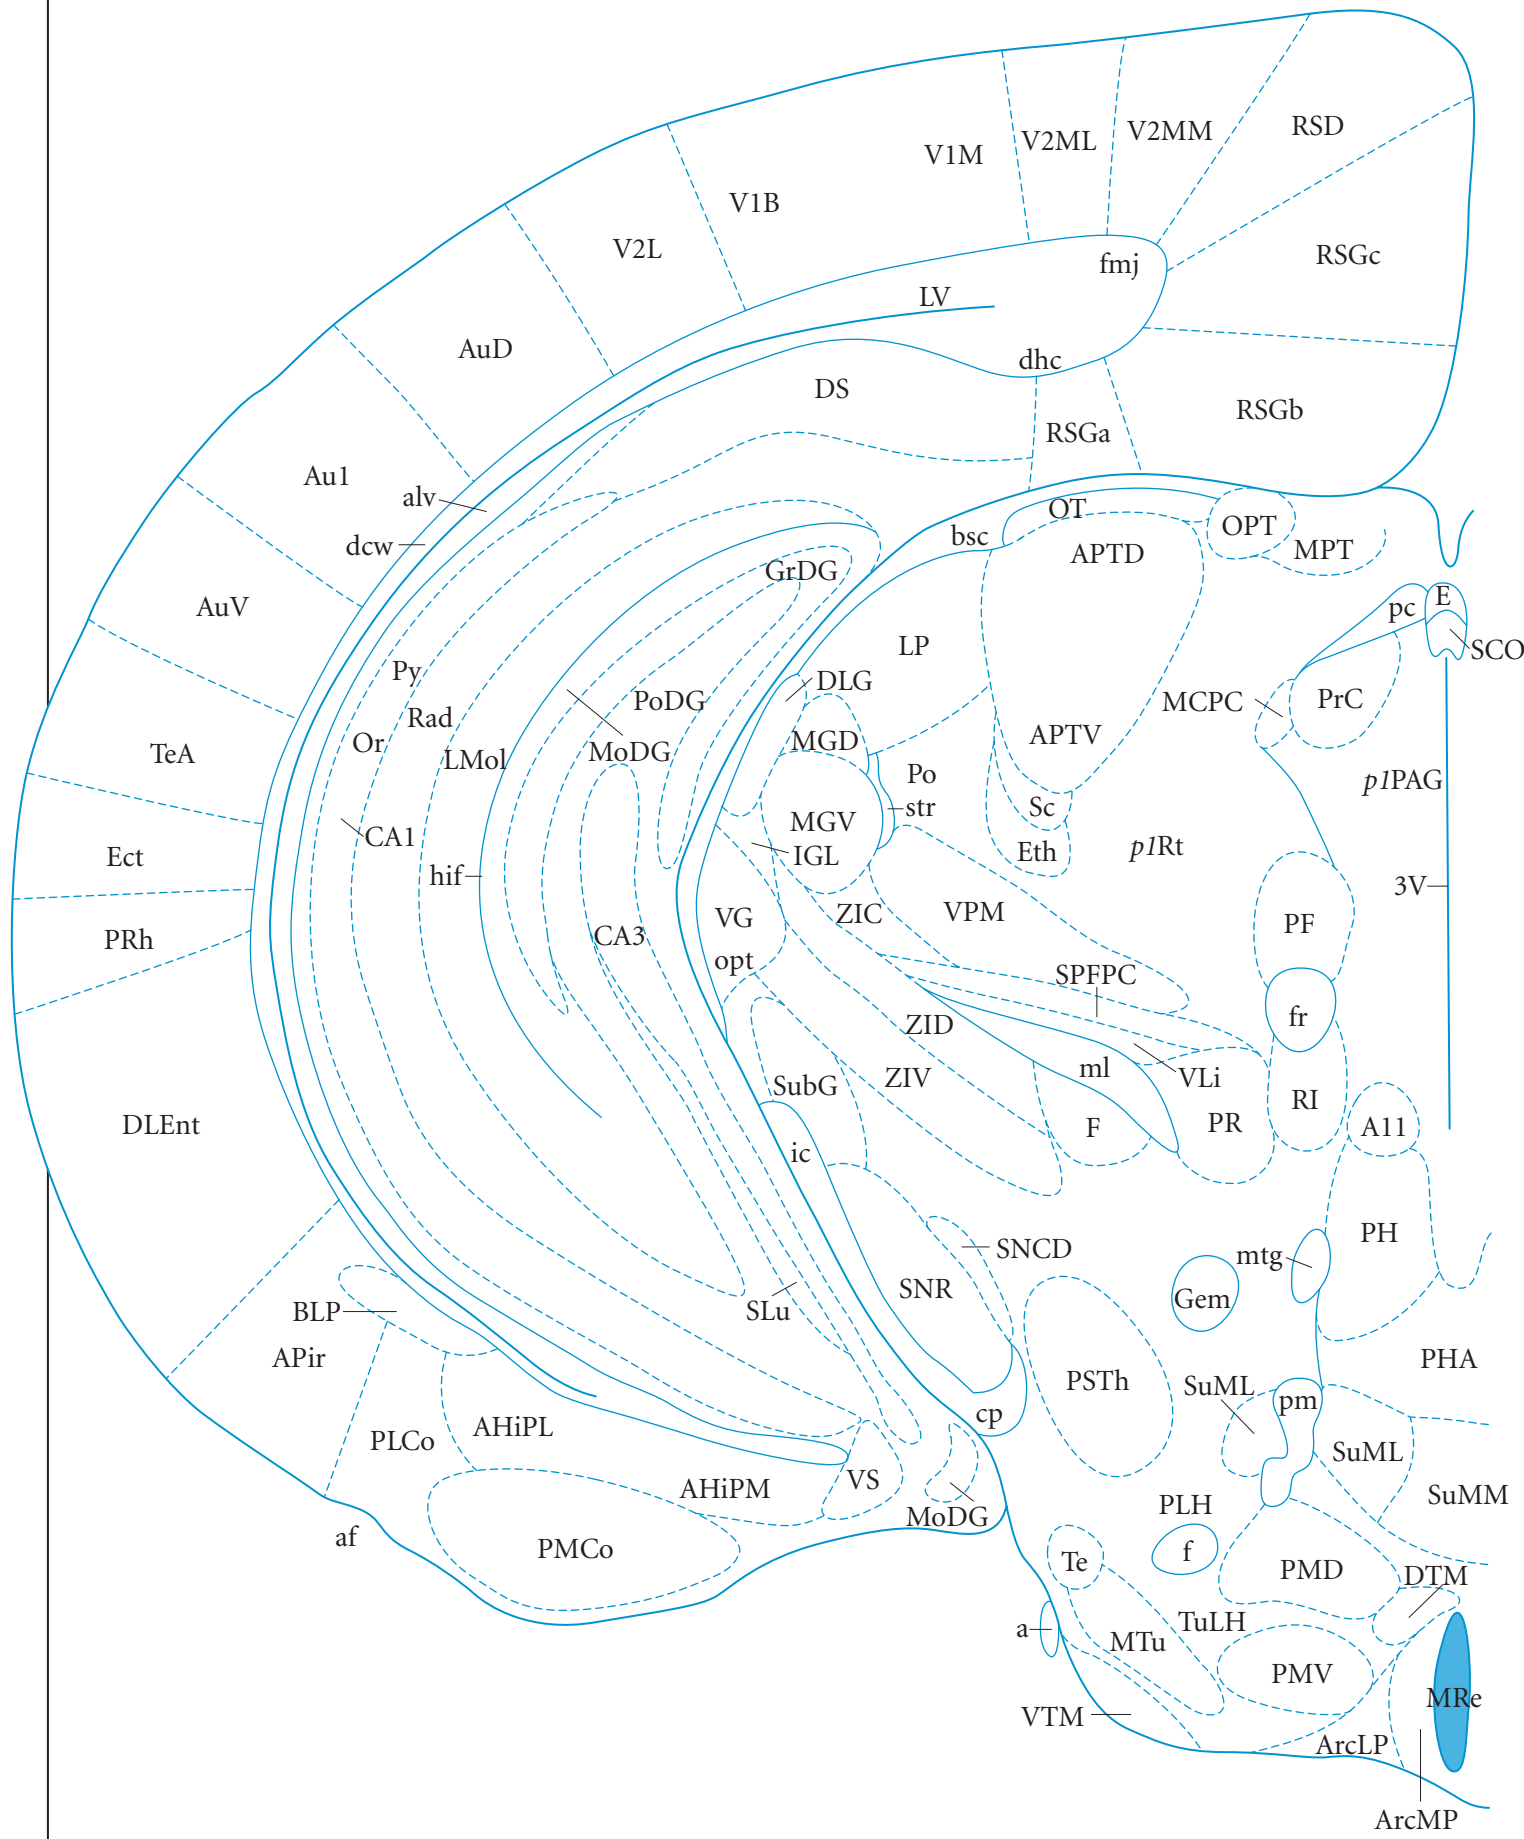 RSD
V2MM
V2ML
V1M
V1B
V2L
RSGc
fmj
LV
AuD
dhc
DS
RSGb
RSGa
Au1
alv
OT
OPT
bsc
dcw
MPT
APTD
GrDG
E
pc
AuV
LP
SCO
Py
DLG
PoDG
MCPC
PrC
Rad
Or
MGD
APTV
MoDG
TeA
LMol
Po
p1PAG
str
Sc
MGV
CA1
Eth
p1Rt
IGL
Ect
hif
3V
ZIC
VPM
VG
PF
CA3
PRh
opt
SPFPC
fr
ZID
ml
VLi
ZIV
SubG
RI
DLEnt
F
PR
A11
ic
PH
SNCD
mtg
SNR
Gem
SLu
BLP
APir
PHA
PSTh
SuML
pm
cp
AHiPL
PLCo
SuML
VS
AHiPM
SuMM
PLH
MoDG
af
PMCo
f
Te
PMD
DTM
TuLH
a
MTu
PMV
MRe
VTM
ArcLP
ArcMP